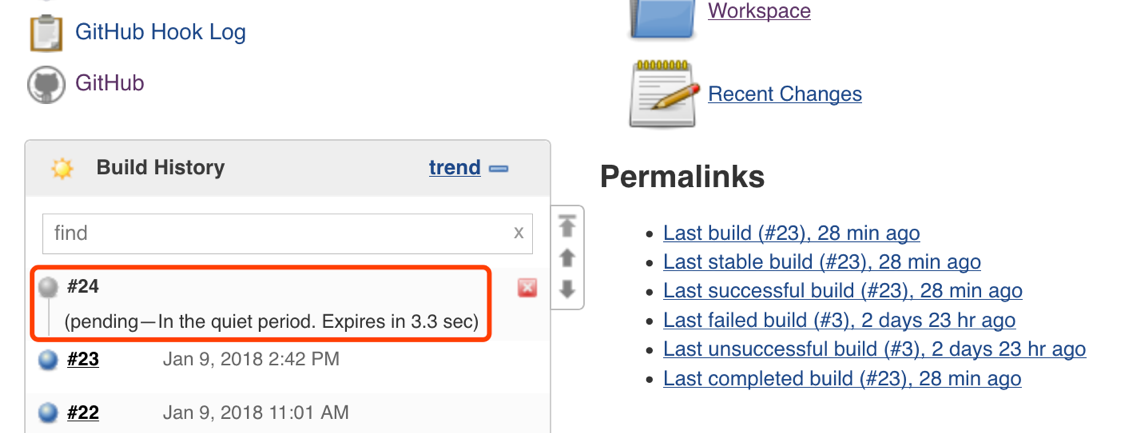 GitHub Hook Log
GitHub
Build History trend
find x
#24
(pending—In the quiet period. Expires in 3.3 sec)
#23 Jan 9, 2018 2:42 PM
#22 Jan 9, 2018 11:01 AM
Workspace
Recent Changes
Permalinks
Last build (#23), 28 min ago
Last stable build (#23), 28 min ago
Last successful build (#23), 28 min ago
Last failed build (#3), 2 days 23 hr ago
Last unsuccessful build (#3), 2 days 23 hr ago
Last completed build (#23), 28 min ago